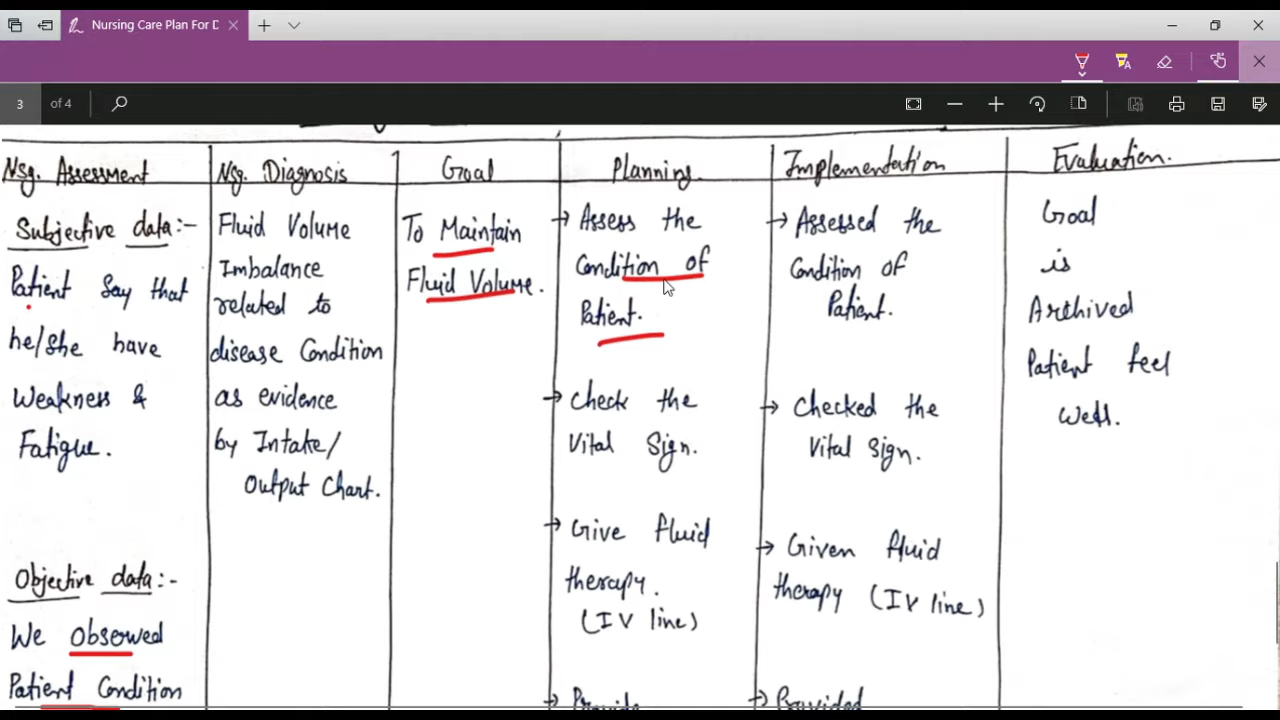 Nursing Care Plan For D
3 of 4
Nsg. Assessment
Subjective data:-
Patient Say that
he/she have
Weakness &
Fatigue.
Objective data:-
We Observed
Patient Condition
Nsg. Diagnosis
Fluid Volume
Imbalance
related to
disease Condition
as evidence
by Intake/
Output Chart.
Goal
To Maintain
Fluid Volume.
Planning.
→ Assess the
Condition of
Patient.
→ Check the
Vital Sign.
→ Give fluid
therapy.
(IV line)
→ Provide
Implementation
→ Assessed the
Condition of
Patient.
→ Checked the
Vital Sign.
→ Given fluid
therapy (IV line)
→ Provided
Evaluation.
Goal
is
Archived
Patient feel
Well.